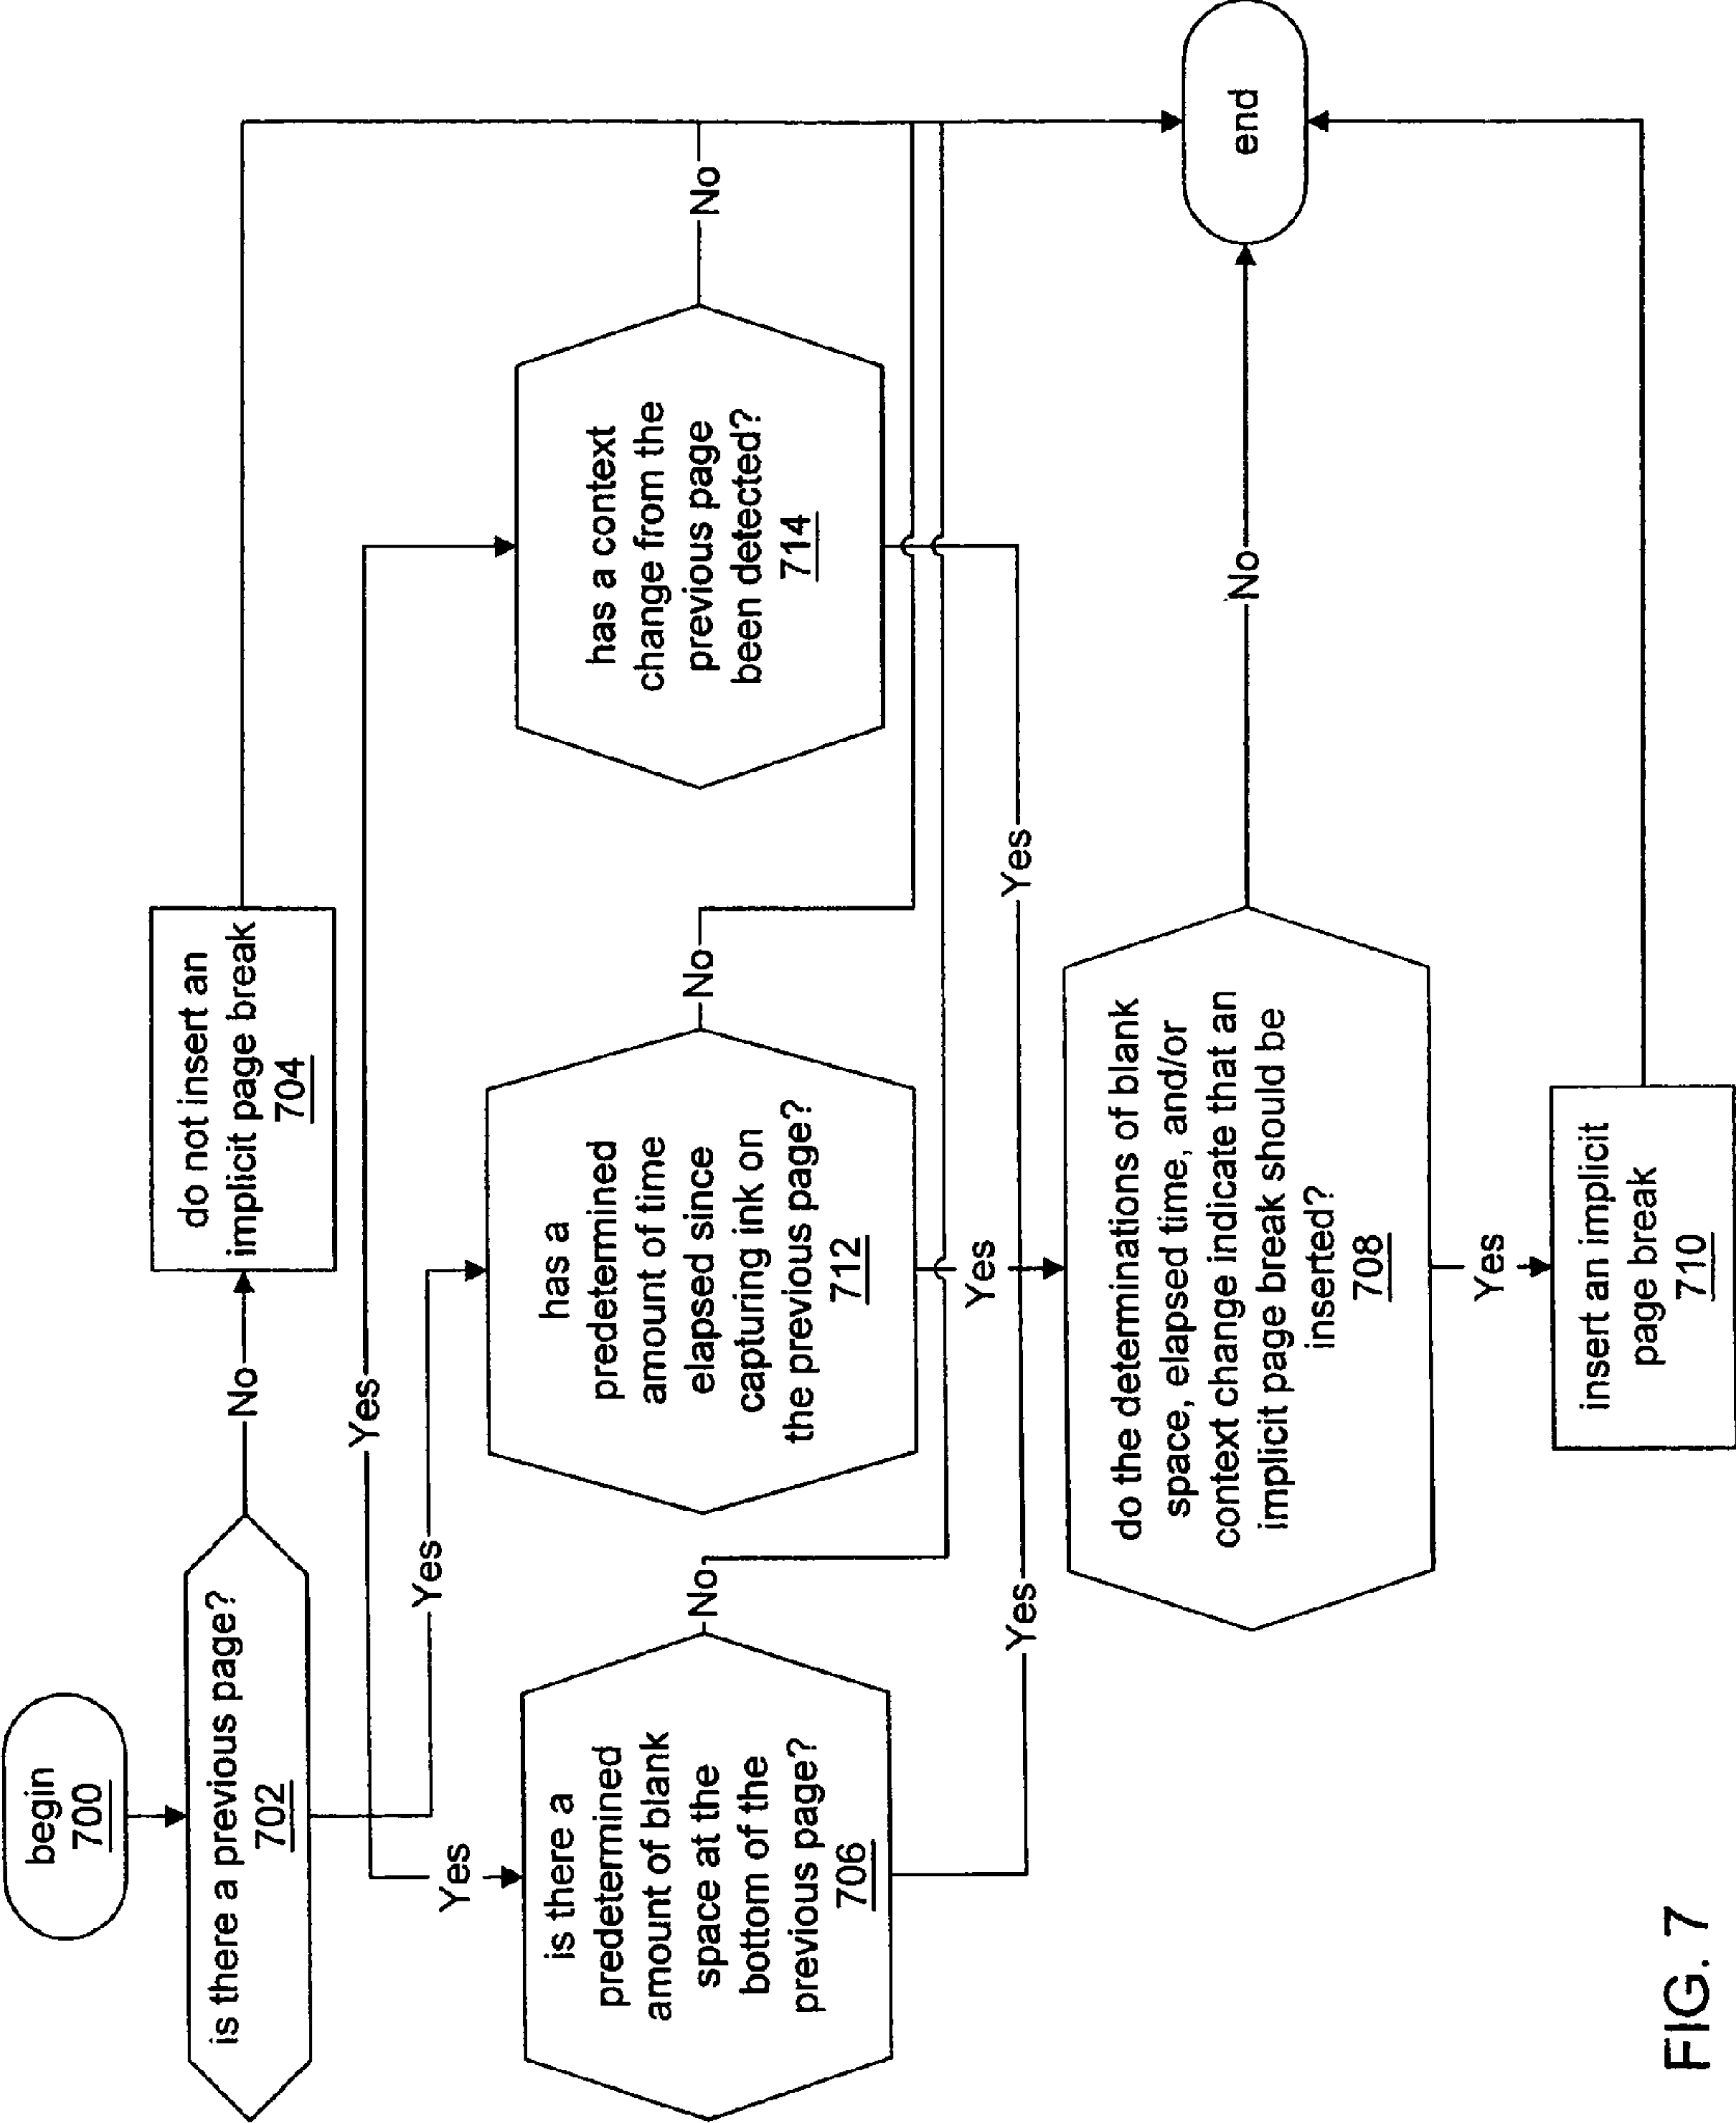 begin
700
is there a previous page?
702
No
do not insert an
implicit page break
704
Yes
Yes
Yes
is there a
predetermined
amount of blank
space at the
bottom of the
previous page?
706
No
has a
predetermined
amount of time
elapsed since
capturing ink on
the previous page?
712
No
has a context
change from the
previous page
been detected?
714
No
Yes
Yes
Yes
do the determinations of blank
space, elapsed time, and/or
context change indicate that an
implicit page break should be
inserted?
708
No
end
Yes
insert an implicit
page break
710
FIG. 7